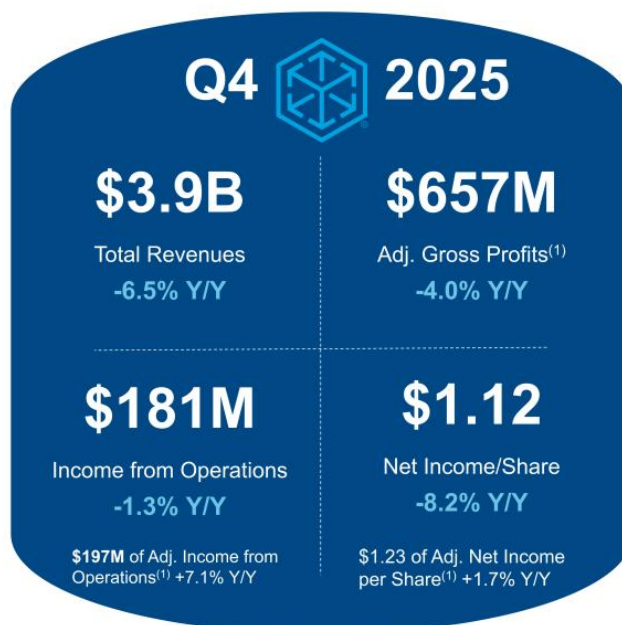 Q4 2025
$3.9B
Total Revenues
-6.5% Y/Y
$657M
Adj. Gross Profits(1)
-4.0% Y/Y
$181M
Income from Operations
-1.3% Y/Y
$197M of Adj. Income from
Operations(1) +7.1% Y/Y
$1.12
Net Income/Share
-8.2% Y/Y
$1.23 of Adj. Net Income
per Share(1) +1.7% Y/Y